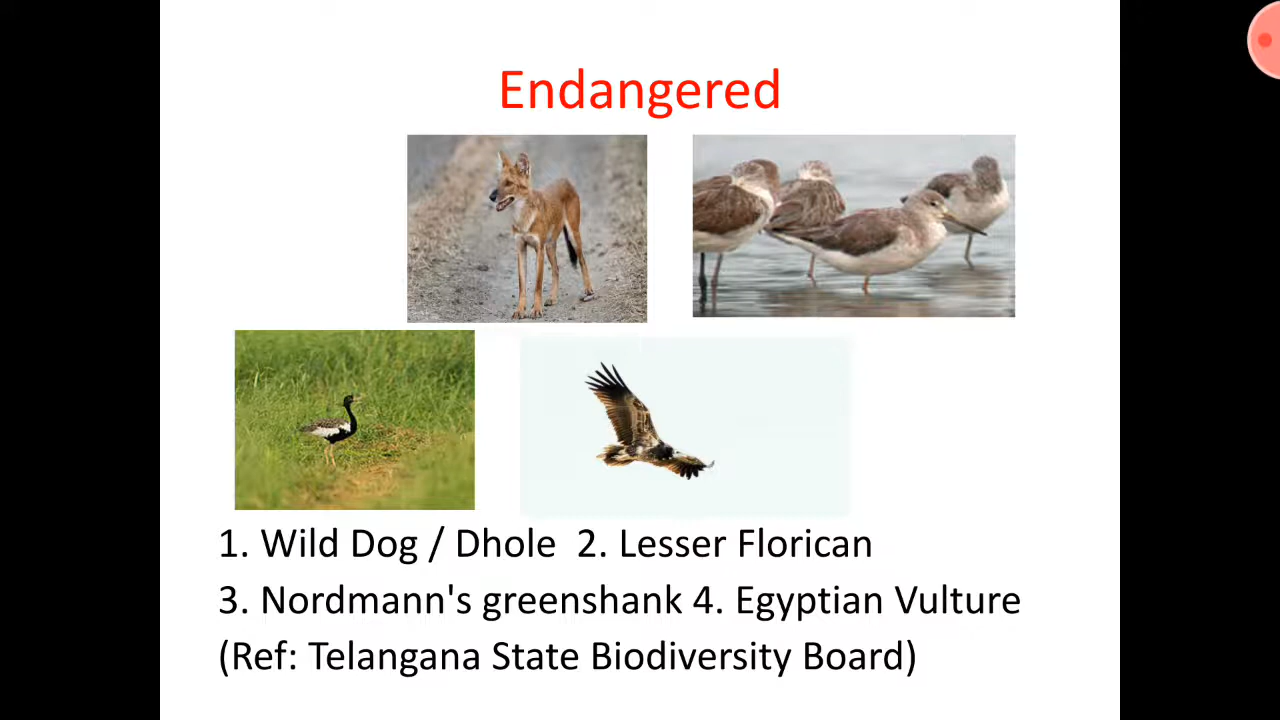 Endangered
1. Wild Dog / Dhole 2. Lesser Florican
3. Nordmann's greenshank 4. Egyptian Vulture
(Ref: Telangana State Biodiversity Board)